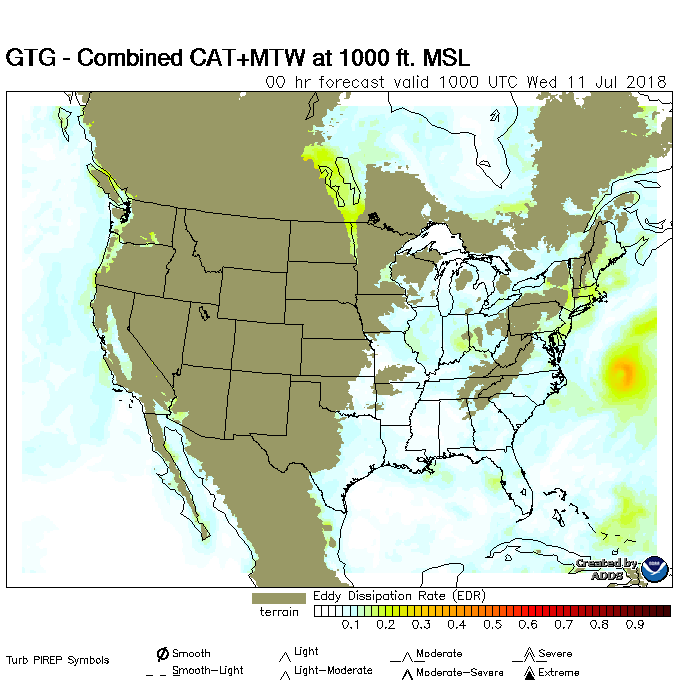 GTG - Combined CAT+MTW at 1000 ft. MSL
00 hr forecast valid 1000 UTC Wed 11 Jul 2018
Created by
ADDS
Eddy Dissipation Rate (EDR)
terrain
0.1 0.2 0.3 0.4 0.5 0.6 0.7 0.8 0.9
Turb PIREP Symbols
Smooth Light Moderate Severe
Smooth-Light Light-Moderate Moderate-Severe Extreme